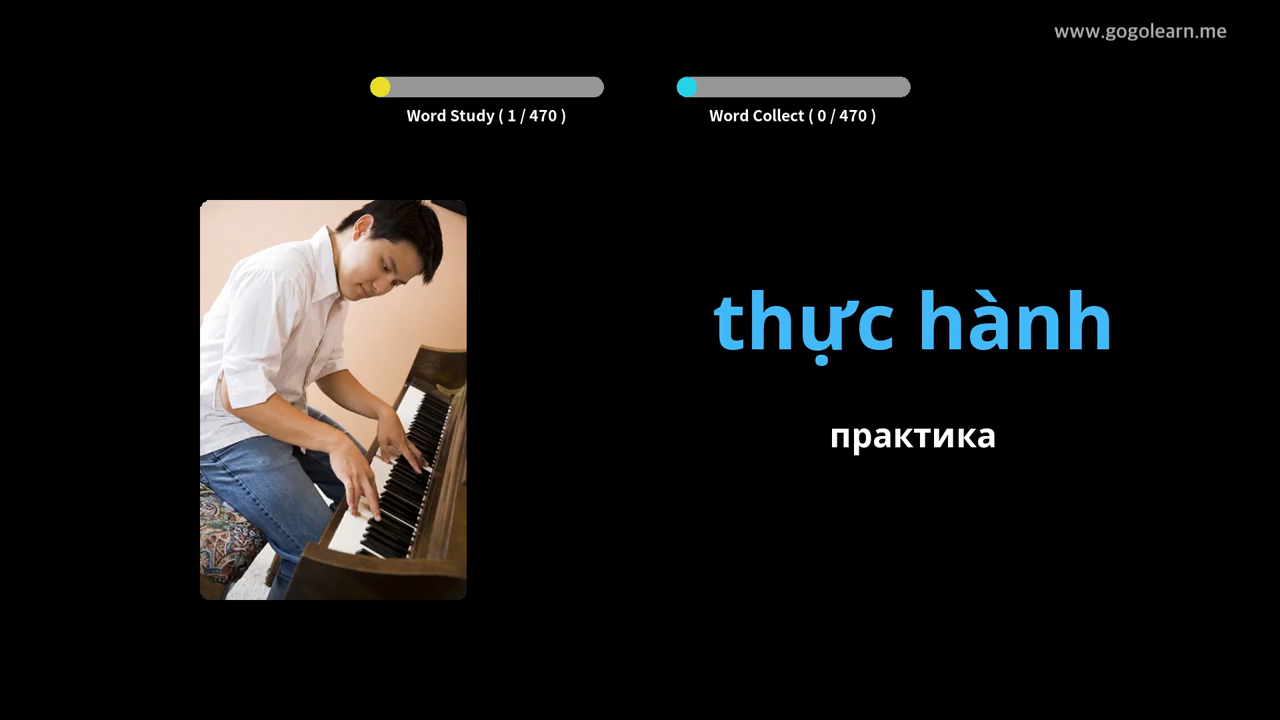 www.gogolearn.me
Word Study ( 1 / 470 )
Word Collect ( 0 / 470 )
thực hành
практика